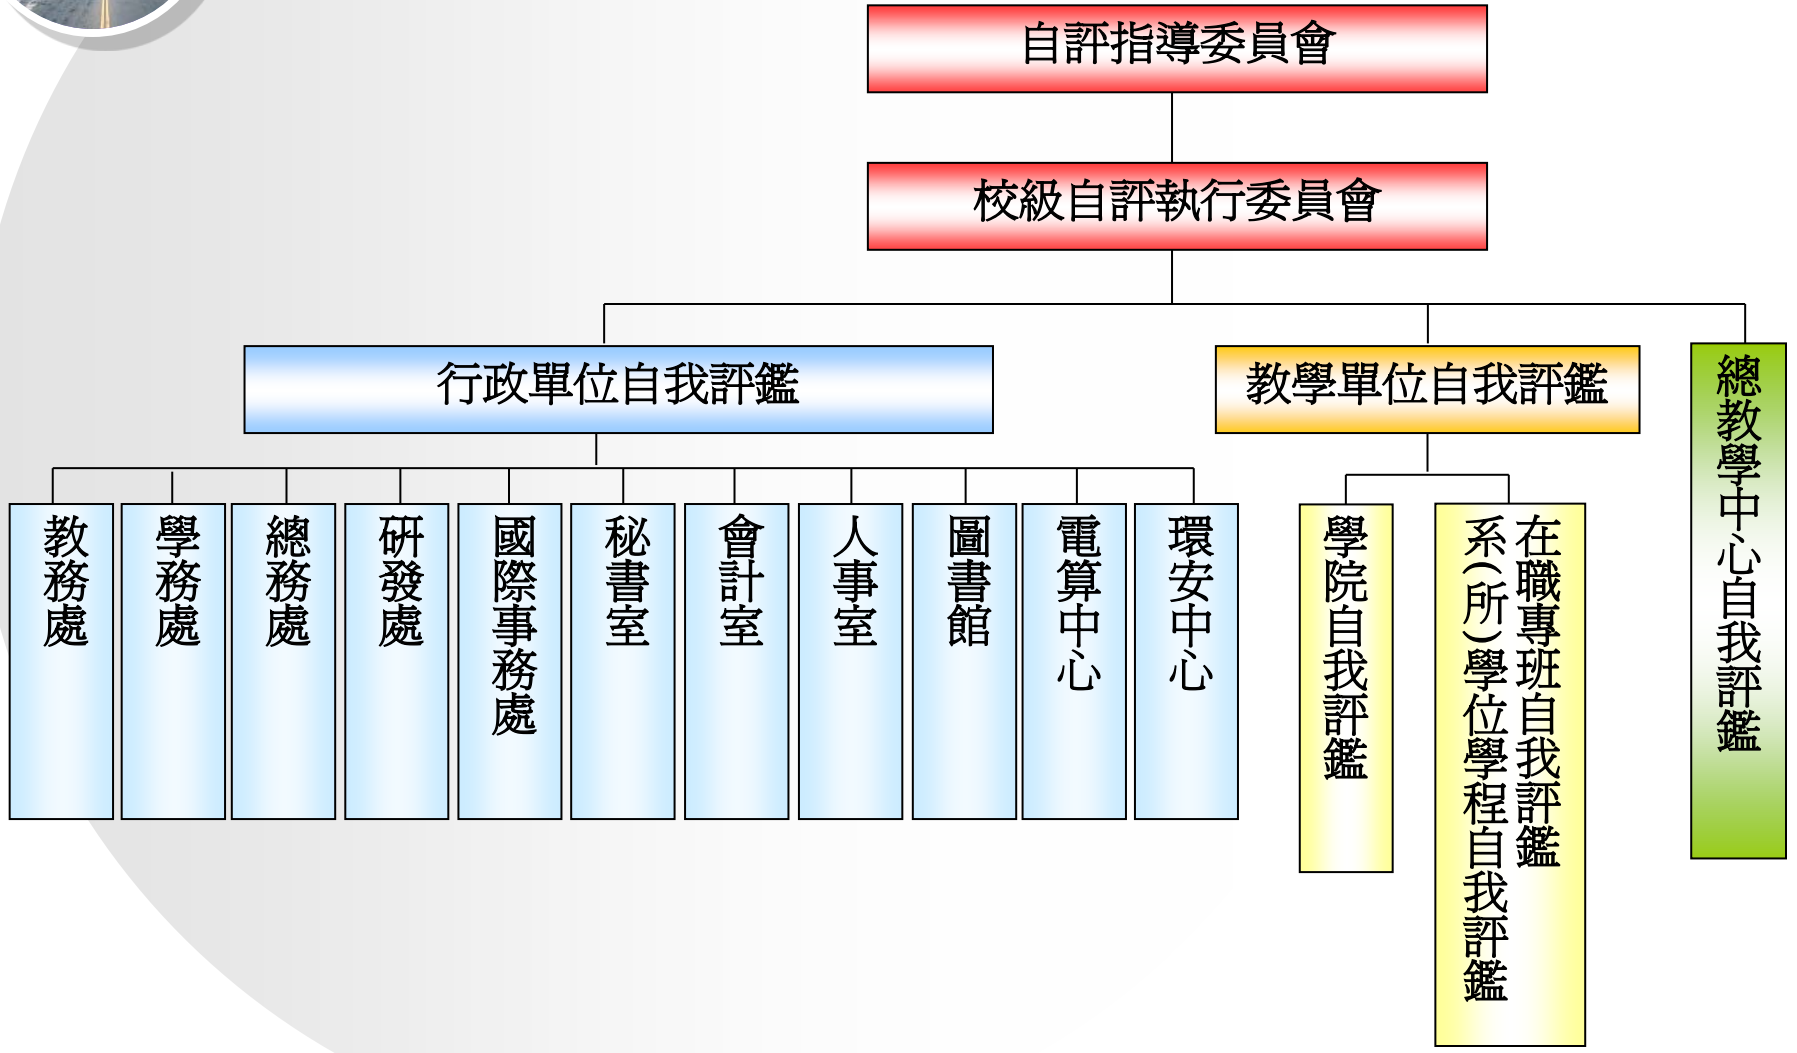 自評指導委員會
校級自評執行委員會
行政單位自我評鑑
教學單位自我評鑑
總教學中心自我評鑑
教務處
學務處
總務處
研發處
國際事務處
秘書室
會計室
人事室
圖書館
電算中心
環安中心
學院自我評鑑
在職專班自我評鑑
系(所)學位學程自我評鑑